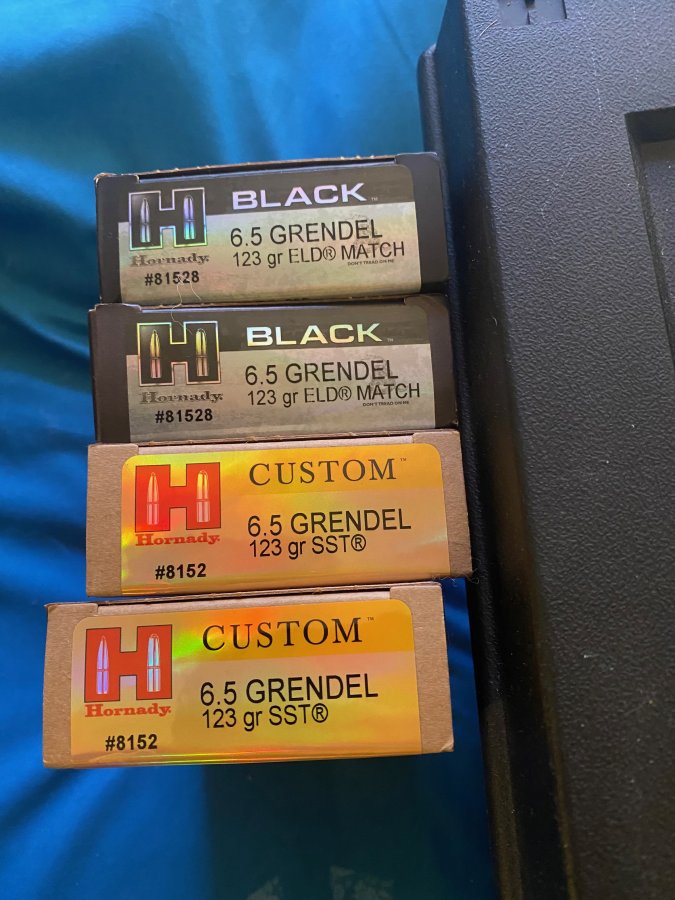 BLACK™
6.5 GRENDEL
123 gr ELD® MATCH
DON'T TREAD ON ME
Hornady.
#81528
BLACK™
6.5 GRENDEL
123 gr ELD® MATCH
DON'T TREAD ON ME
Hornady.
#81528
CUSTOM™
6.5 GRENDEL
123 gr SST®
Hornady.
#8152
CUSTOM™
6.5 GRENDEL
123 gr SST®
Hornady.
#8152